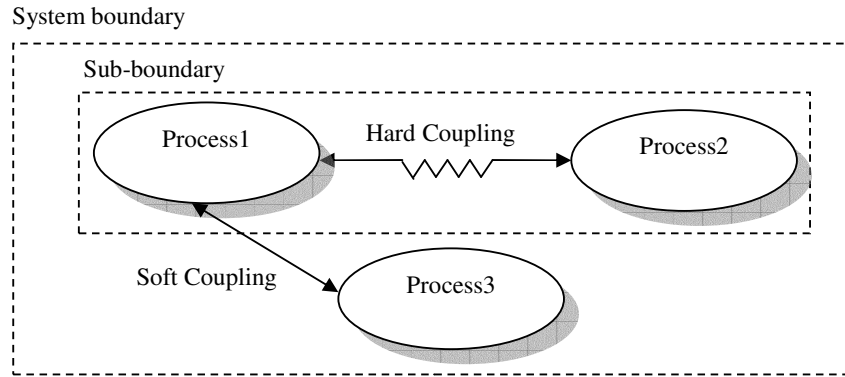 System boundary
Sub-boundary
Process1
Hard Coupling
Process2
Soft Coupling
Process3